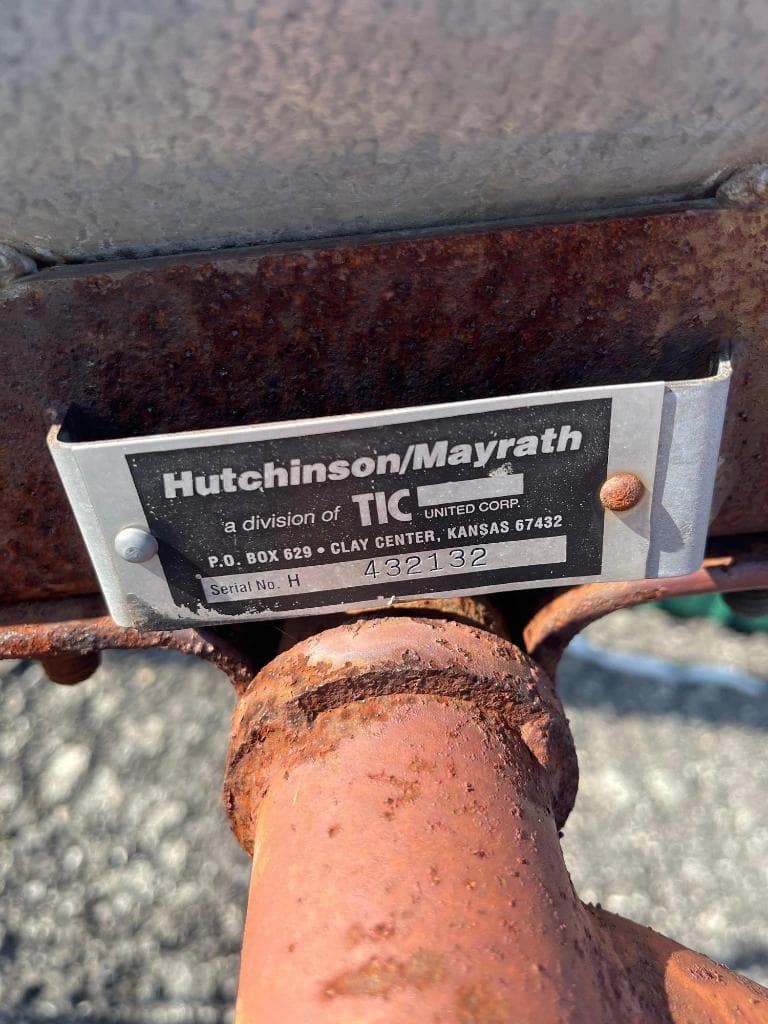 Hutchinson/Mayrath
a division of TIC UNITED CORP.
P.O. BOX 629 • CLAY CENTER, KANSAS 67432
Serial No. H 432132